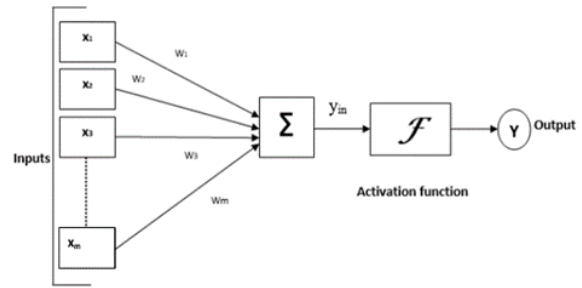 x₁
W₁
x₂
W₂
x₃
W₃
Inputs
Σ
yin
ℱ
Y
Output
Activation function
Wm
Xm